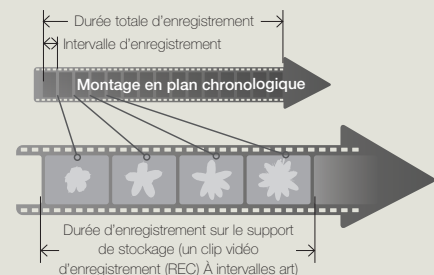 Durée totale d’enregistrement
Intervalle d’enregistrement
Montage en plan chronologique
Durée d’enregistrement sur le support
de stockage (un clip vidéo
d’enregistrement (REC) À intervalles art)